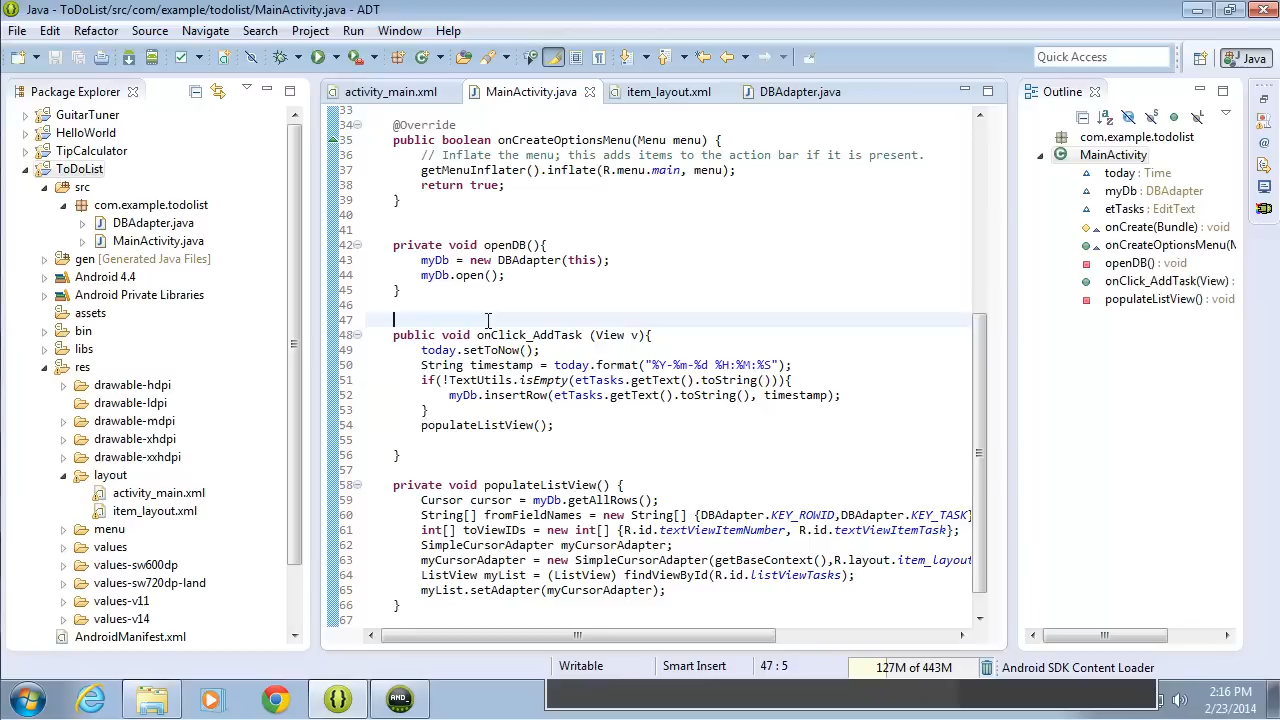 Java - ToDoList/src/com/example/todolist/MainActivity.java - ADT
File Edit Refactor Source Navigate Search Project Run Window Help
Quick Access
Java
Package Explorer
GuitarTuner
HelloWorld
TipCalculator
ToDoList
src
com.example.todolist
DBAdapter.java
MainActivity.java
gen [Generated Java Files]
Android 4.4
Android Private Libraries
assets
bin
libs
res
drawable-hdpi
drawable-ldpi
drawable-mdpi
drawable-xhdpi
drawable-xxhdpi
layout
activity_main.xml
item_layout.xml
menu
values
values-sw600dp
values-sw720dp-land
values-v11
values-v14
AndroidManifest.xml
activity_main.xml MainActivity.java item_layout.xml DBAdapter.java
33
34 @Override
35 public boolean onCreateOptionsMenu(Menu menu) {
36 // Inflate the menu; this adds items to the action bar if it is present.
37 getMenuInflater().inflate(R.menu.main, menu);
38 return true;
39 }
40
41
42 private void openDB(){
43 myDb = new DBAdapter(this);
44 myDb.open();
45 }
46
47
48 public void onClick_AddTask (View v){
49 today.setToNow();
50 String timestamp = today.format("%Y-%m-%d %H:%M:%S");
51 if(!TextUtils.isEmpty(etTasks.getText().toString())){
52 myDb.insertRow(etTasks.getText().toString(), timestamp);
53 }
54 populateListView();
55
56 }
57
58 private void populateListView() {
59 Cursor cursor = myDb.getAllRows();
60 String[] fromFieldNames = new String[] {DBAdapter.KEY_ROWID,DBAdapter.KEY_TASK}
61 int[] toViewIDs = new int[] {R.id.textViewItemNumber, R.id.textViewItemTask};
62 SimpleCursorAdapter myCursorAdapter;
63 myCursorAdapter = new SimpleCursorAdapter(getBaseContext(),R.layout.item_layout
64 ListView myList = (ListView) findViewById(R.id.listViewTasks);
65 myList.setAdapter(myCursorAdapter);
66 }
67
Outline
com.example.todolist
MainActivity
today : Time
myDb : DBAdapter
etTasks : EditText
onCreate(Bundle) : void
onCreateOptionsMenu(M
openDB() : void
onClick_AddTask(View) :
populateListView() : void
Writable Smart Insert 47 : 5 127M of 443M Android SDK Content Loader
2:16 PM
2/23/2014